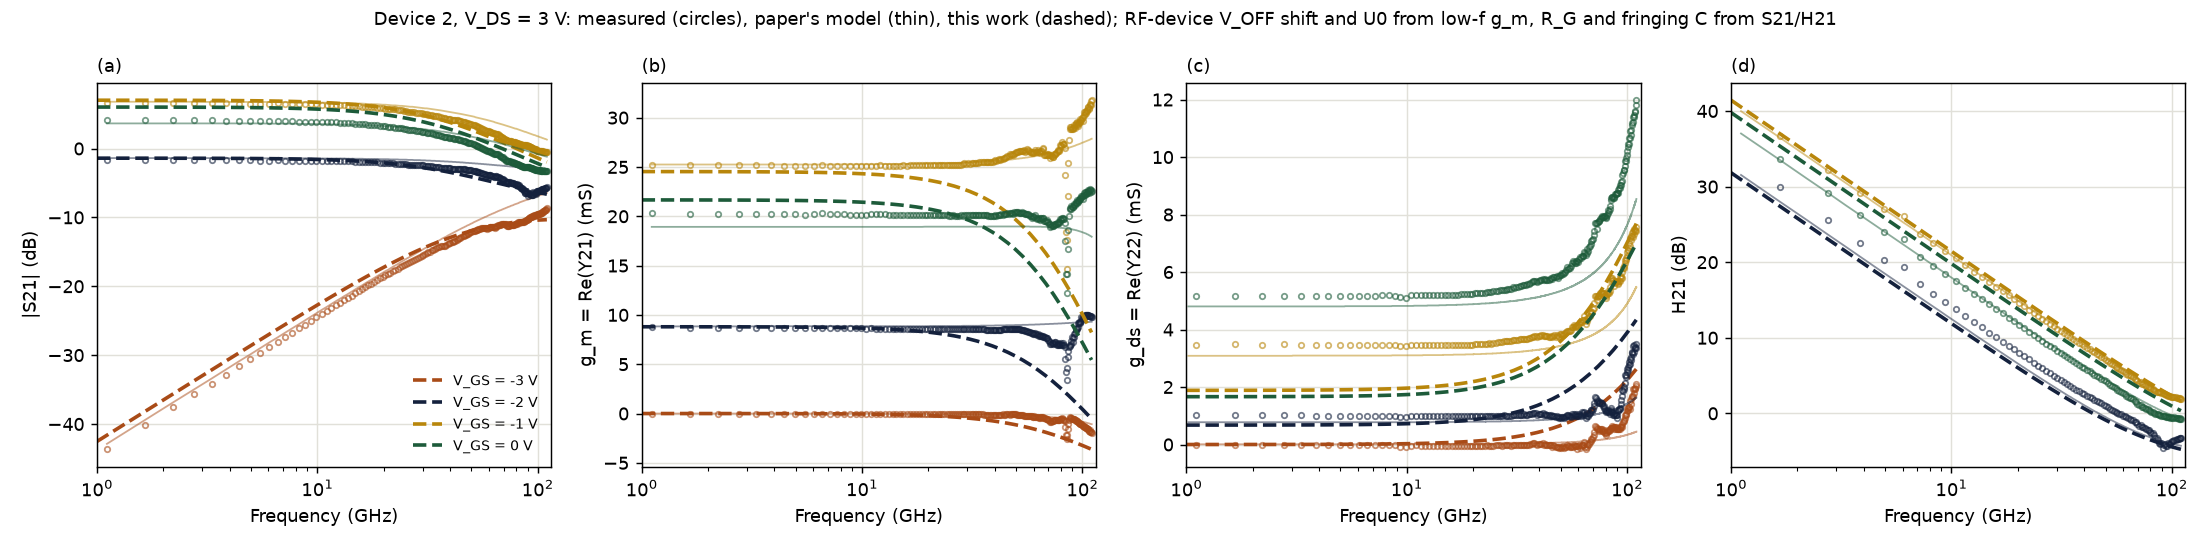 Device 2, V_DS = 3 V: measured (circles), paper's model (thin), this work (dashed); RF-device V_OFF shift and U0 from low-f g_m, R_G and fringing C from S21/H21
(a)
|S21| (dB)
0
−10
−20
−30
−40
10^0
10^1
10^2
Frequency (GHz)
V_GS = -3 V
V_GS = -2 V
V_GS = -1 V
V_GS = 0 V
(b)
g_m = Re(Y21) (mS)
30
25
20
15
10
5
0
−5
10^0
10^1
10^2
Frequency (GHz)
(c)
g_ds = Re(Y22) (mS)
12
10
8
6
4
2
0
10^0
10^1
10^2
Frequency (GHz)
(d)
H21 (dB)
40
30
20
10
0
10^0
10^1
10^2
Frequency (GHz)